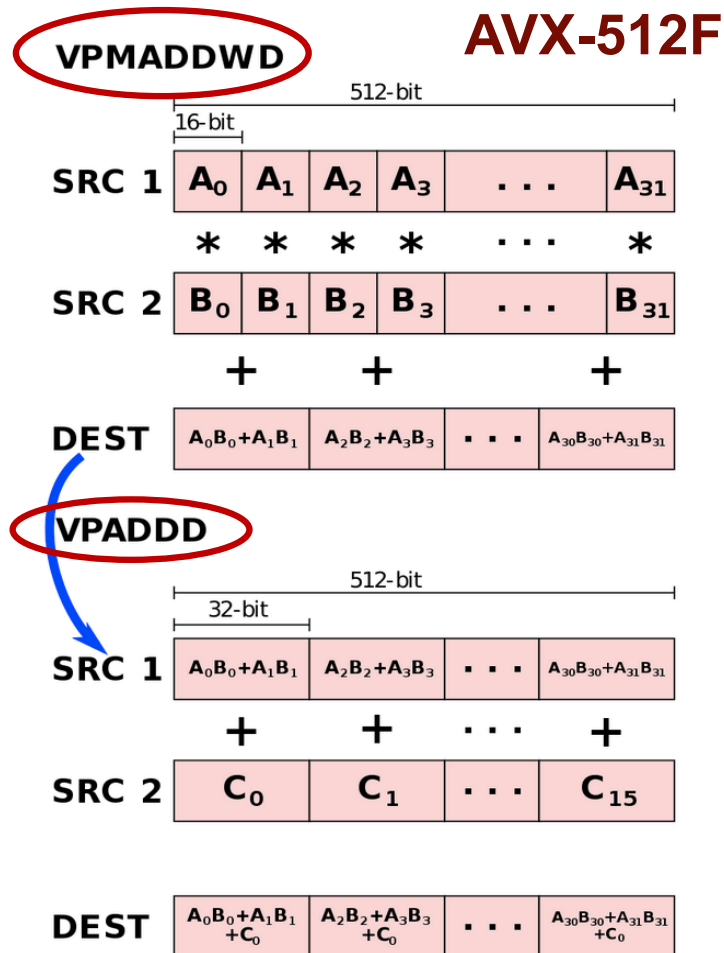 AVX-512F
VPMADDWD
512-bit
16-bit
SRC 1 A₀ A₁ A₂ A₃ . . . A₃₁
* * * * . . . *
SRC 2 B₀ B₁ B₂ B₃ . . . B₃₁
+ + +
DEST A₀B₀+A₁B₁ A₂B₂+A₃B₃ . . . A₃₀B₃₀+A₃₁B₃₁
VPADDD
512-bit
32-bit
SRC 1 A₀B₀+A₁B₁ A₂B₂+A₃B₃ . . . A₃₀B₃₀+A₃₁B₃₁
+ + . . . +
SRC 2 C₀ C₁ . . . C₁₅
DEST A₀B₀+A₁B₁ A₂B₂+A₃B₃ . . . A₃₀B₃₀+A₃₁B₃₁
+C₀ +C₀ +C₀